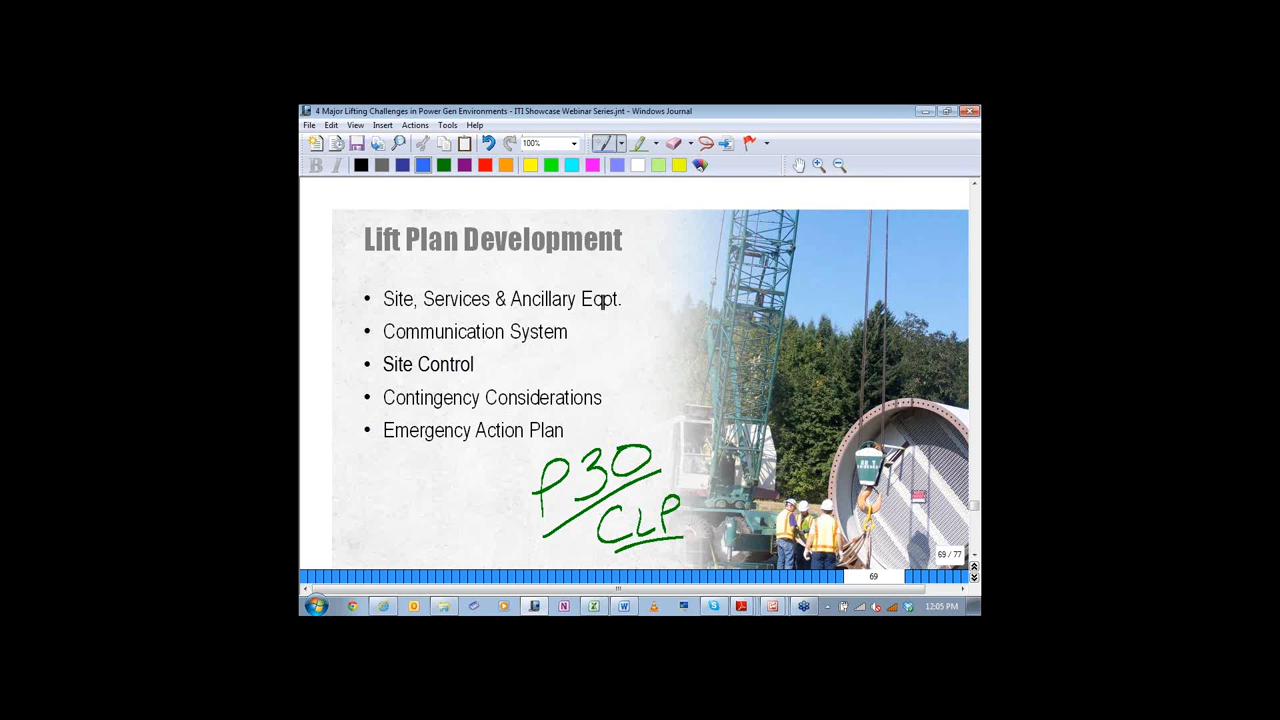 4 Major Lifting Challenges in Power Gen Environments - ITI Showcase Webinar Series.jnt - Windows Journal
File Edit View Insert Actions Tools Help
100%
B I
Lift Plan Development
• Site, Services & Ancillary Eqpt.
• Communication System
• Site Control
• Contingency Considerations
• Emergency Action Plan
P30
CLP
69 / 77
69
12:05 PM